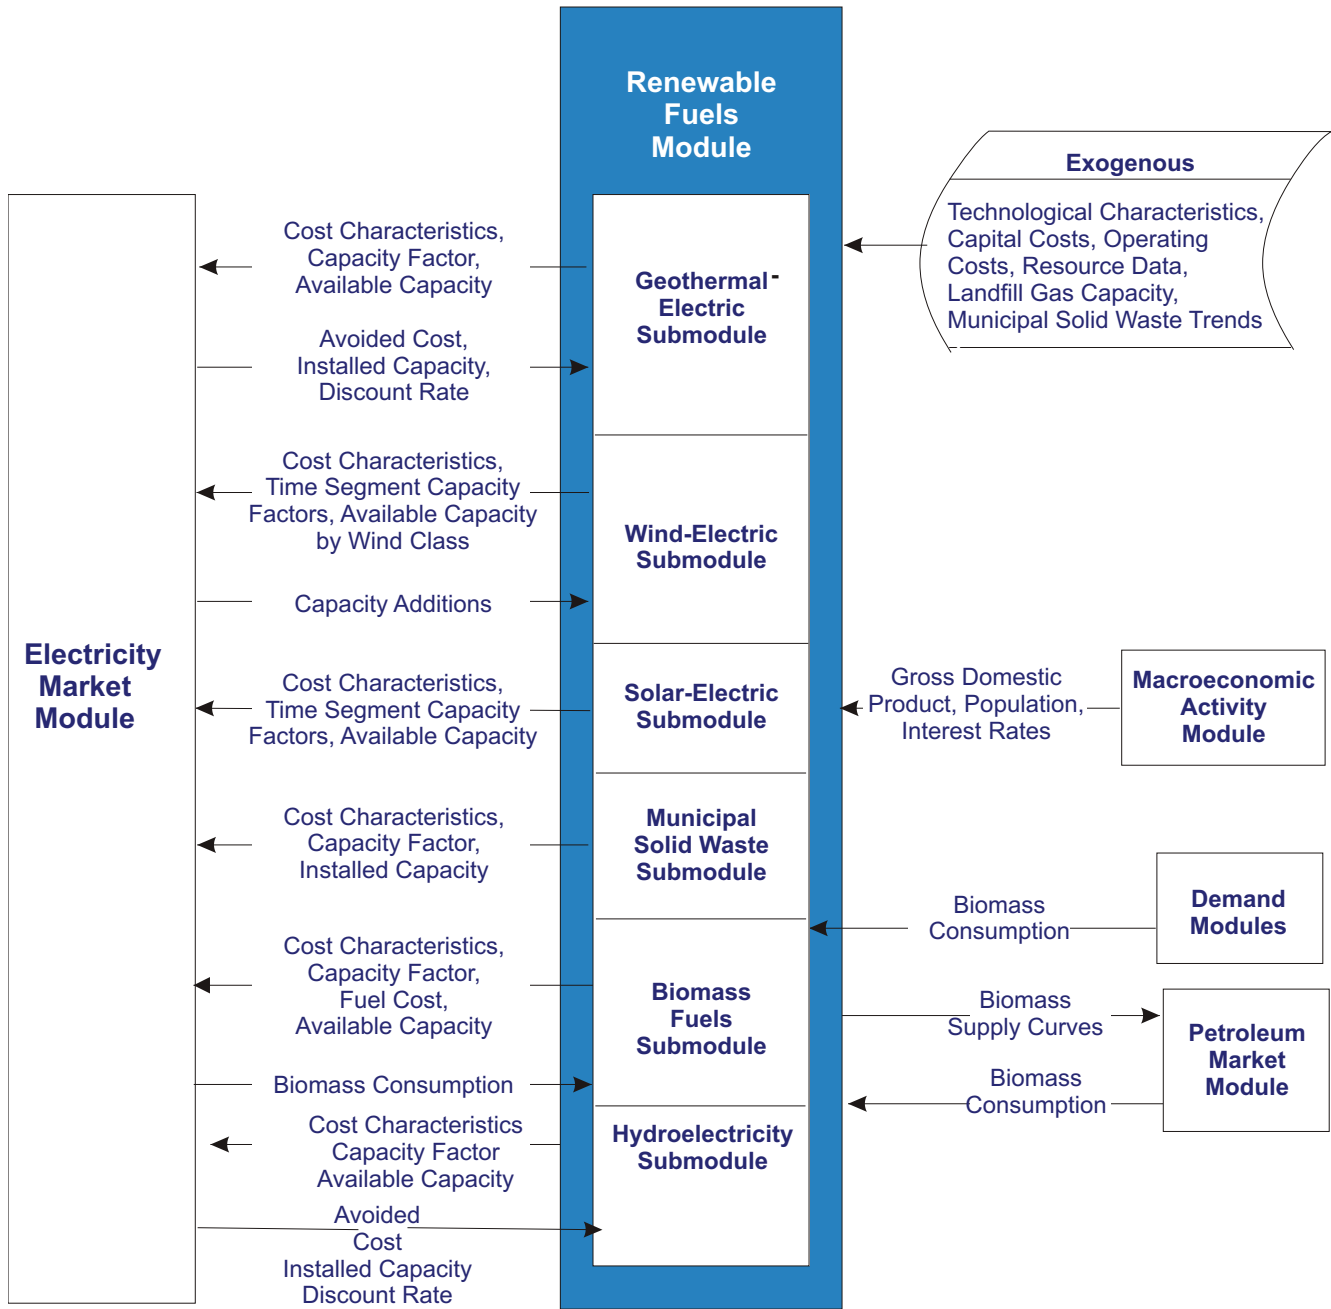 Renewable
Fuels
Module
Exogenous
Technological Characteristics,
Capital Costs, Operating
Costs, Resource Data,
Landfill Gas Capacity,
Municipal Solid Waste Trends
Cost Characteristics,
Capacity Factor,
Available Capacity
Geothermal-
Electric
Submodule
Avoided Cost,
Installed Capacity,
Discount Rate
Cost Characteristics,
Time Segment Capacity
Factors, Available Capacity
by Wind Class
Wind-Electric
Submodule
Capacity Additions
Electricity
Market
Module
Cost Characteristics,
Time Segment Capacity
Factors, Available Capacity
Solar-Electric
Submodule
Gross Domestic
Product, Population,
Interest Rates
Macroeconomic
Activity
Module
Cost Characteristics,
Capacity Factor,
Installed Capacity
Municipal
Solid Waste
Submodule
Biomass
Consumption
Demand
Modules
Cost Characteristics,
Capacity Factor,
Fuel Cost,
Available Capacity
Biomass
Fuels
Submodule
Biomass
Supply Curves
Petroleum
Market
Module
Biomass Consumption
Biomass
Consumption
Cost Characteristics
Capacity Factor
Available Capacity
Hydroelectricity
Submodule
Avoided
Cost
Installed Capacity
Discount Rate